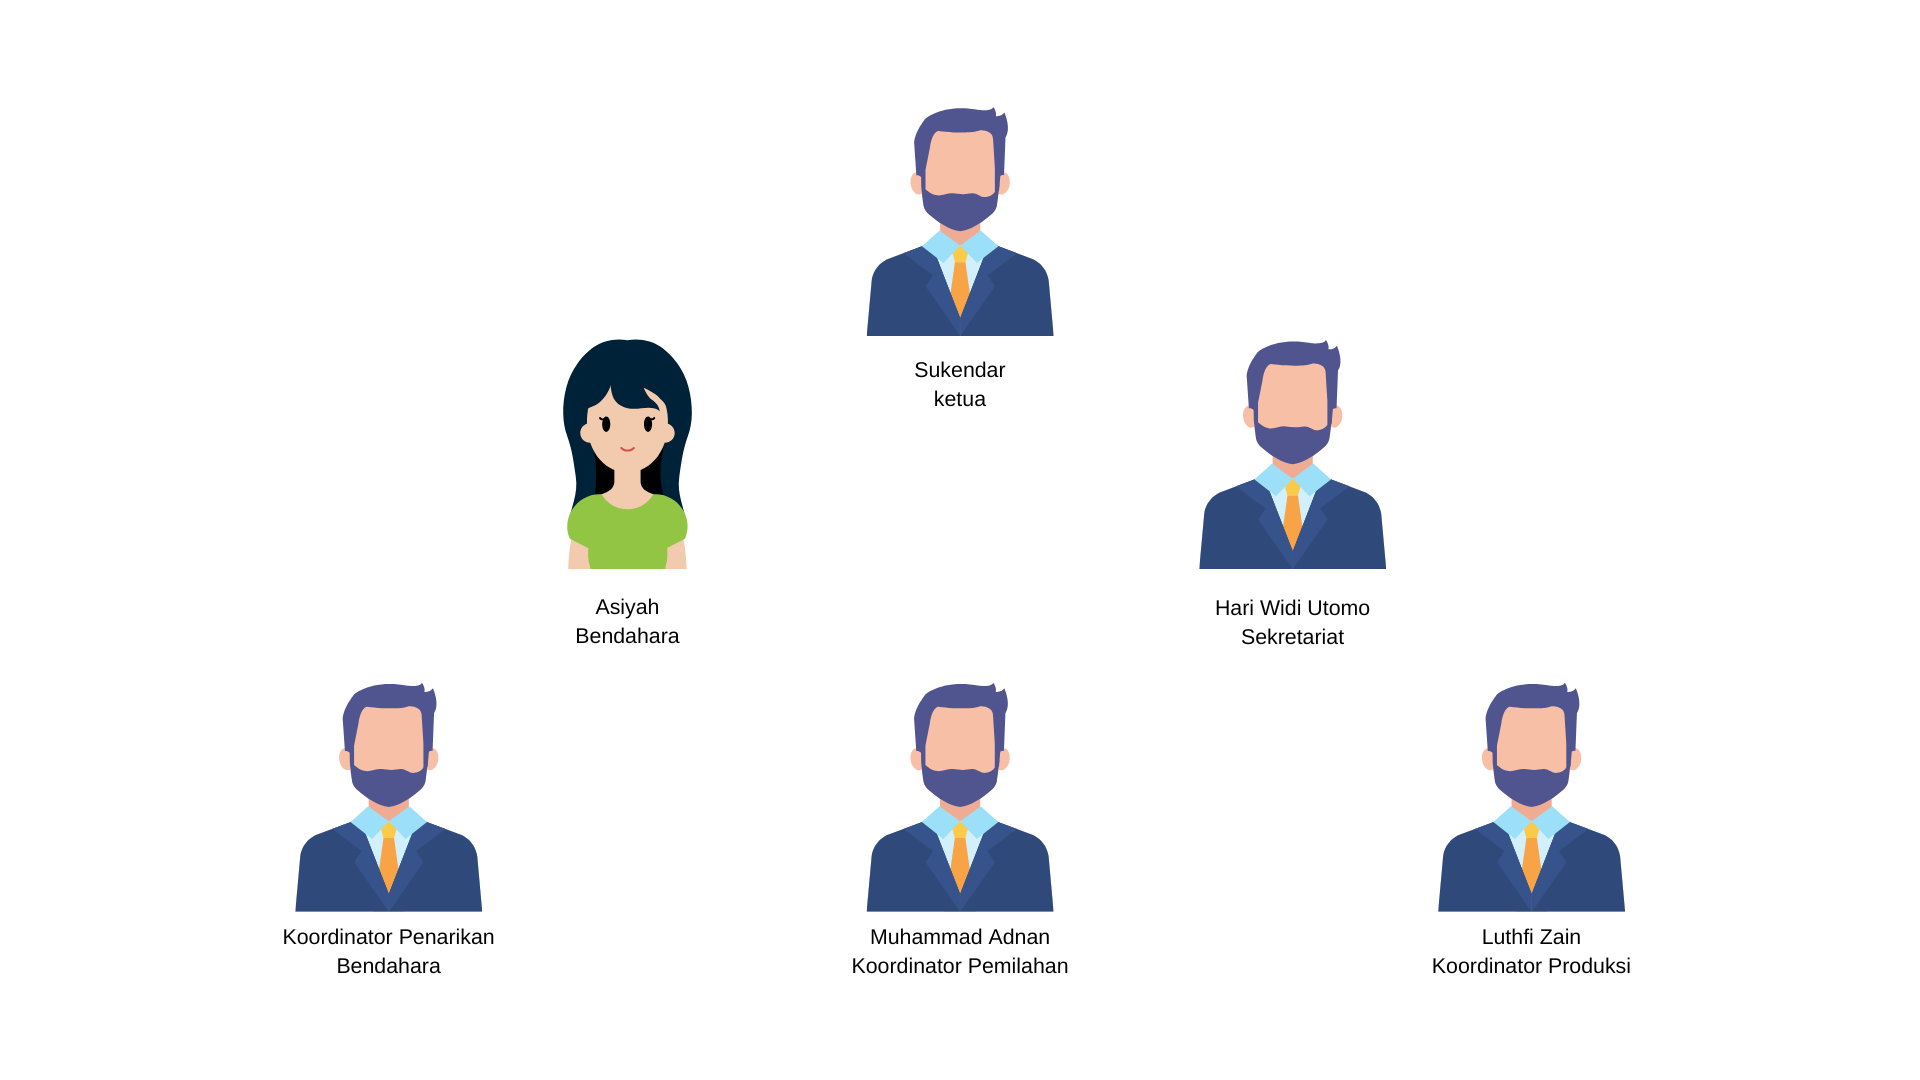 Sukendar
ketua
Asiyah
Bendahara
Hari Widi Utomo
Sekretariat
Koordinator Penarikan
Bendahara
Muhammad Adnan
Koordinator Pemilahan
Luthfi Zain
Koordinator Produksi